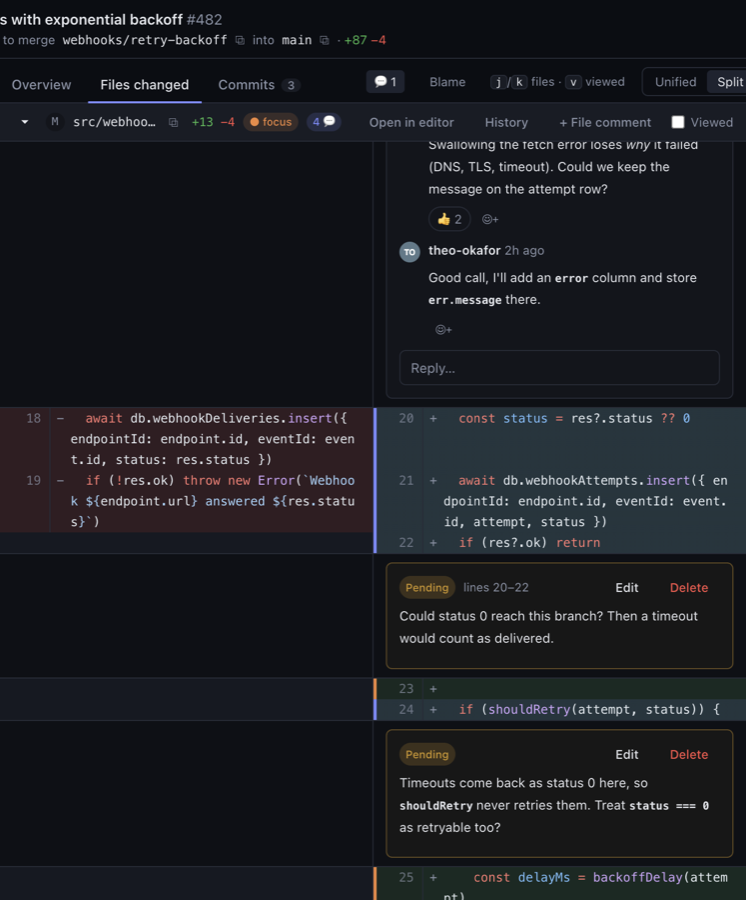 s with exponential backoff #482
to merge webhooks/retry-backoff into main · +87 −4
Overview Files changed Commits 3 💬 1 Blame j/k files · v viewed Unified Split
M src/webhoo… +13 −4 focus 4 💬 Open in editor History + File comment Viewed
Swallowing the fetch error loses why it failed
(DNS, TLS, timeout). Could we keep the
message on the attempt row?
👍 2
TO theo-okafor 2h ago
Good call, I'll add an error column and store
err.message there.
Reply...
18 − await db.webhookDeliveries.insert({
endpointId: endpoint.id, eventId: even
t.id, status: res.status })
19 − if (!res.ok) throw new Error(`Webhoo
k ${endpoint.url} answered ${res.statu
s}`)
20 + const status = res?.status ?? 0
21 + await db.webhookAttempts.insert({ en
dpointId: endpoint.id, eventId: event.
id, attempt, status })
22 + if (res?.ok) return
Pending lines 20–22 Edit Delete
Could status 0 reach this branch? Then a timeout
would count as delivered.
23 +
24 + if (shouldRetry(attempt, status)) {
Pending Edit Delete
Timeouts come back as status 0 here, so
shouldRetry never retries them. Treat status === 0
as retryable too?
25 + const delayMs = backoffDelay(attem
pt)